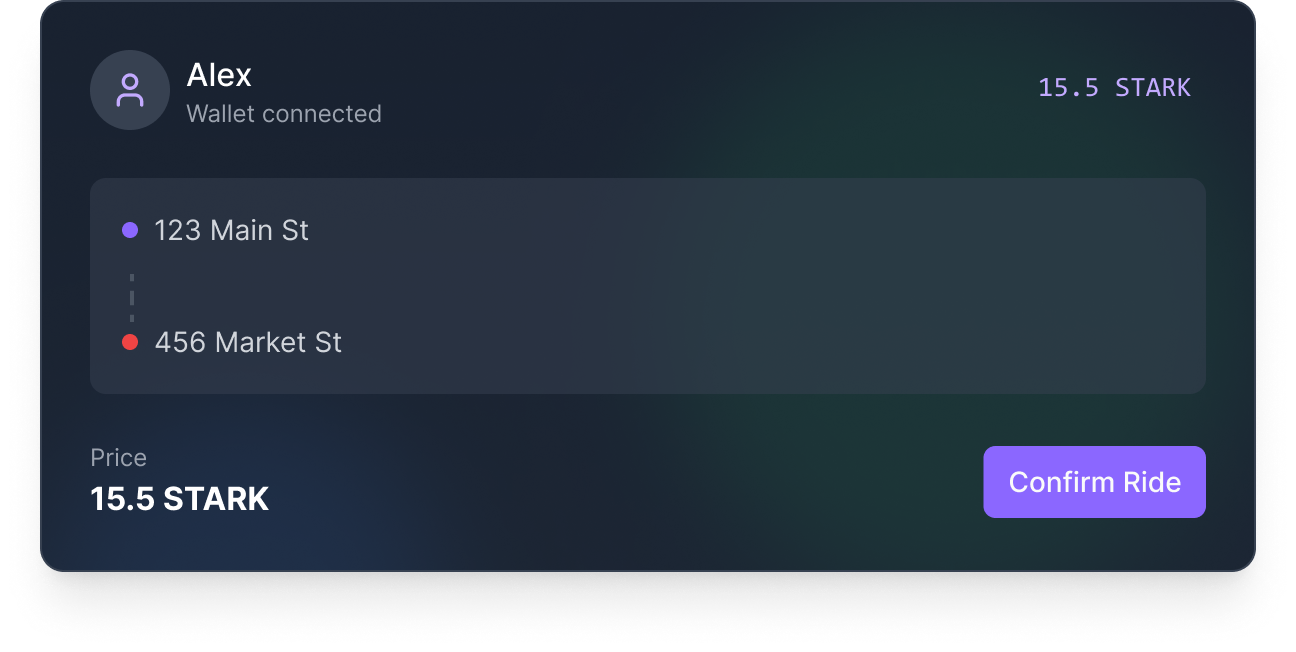 Alex
Wallet connected
15.5 STARK
123 Main St
456 Market St
Price
15.5 STARK
Confirm Ride